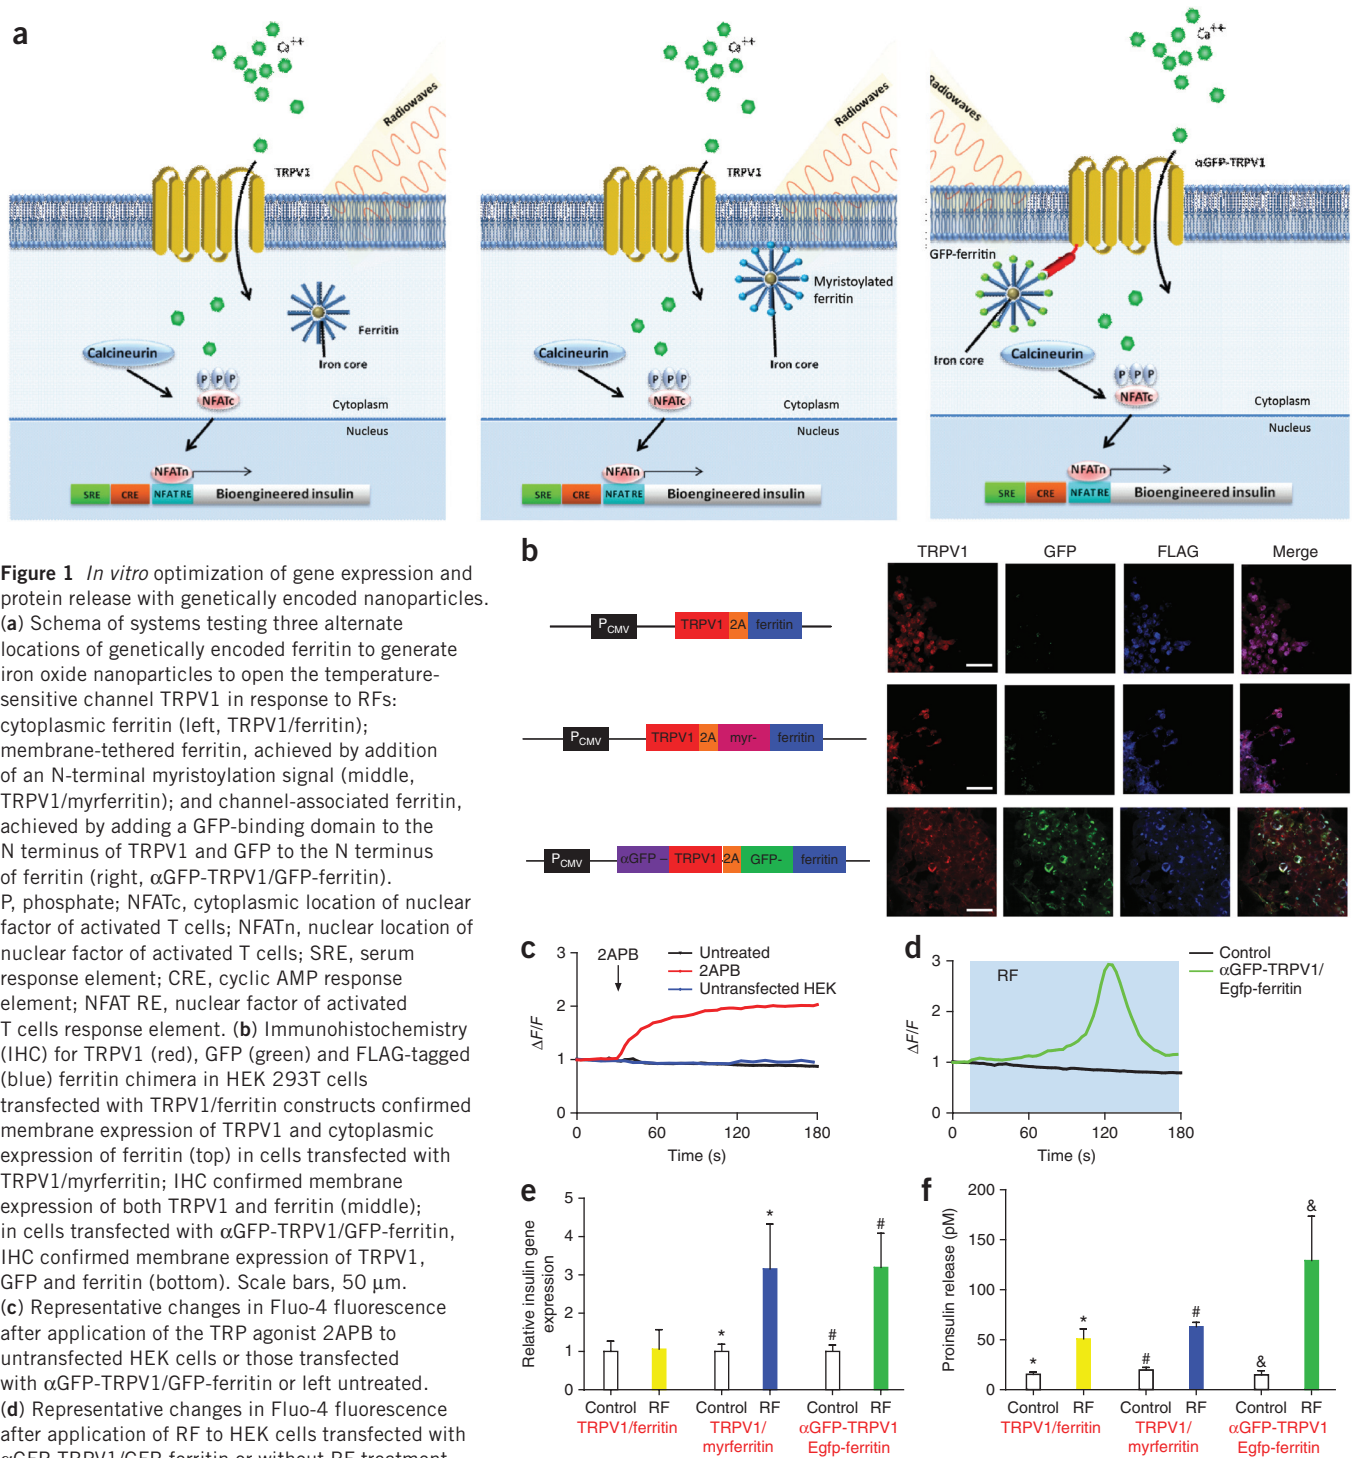 a
Ca++
Radiowaves
TRPV1
Ferritin
Iron core
Calcineurin
P P P
NFATc
Cytoplasm
Nucleus
NFATn
SRE CRE NFAT RE Bioengineered insulin
Ca++
Radiowaves
TRPV1
Myristoylated
ferritin
Iron core
Calcineurin
P P P
NFATc
Cytoplasm
Nucleus
NFATn
SRE CRE NFAT RE Bioengineered insulin
Ca++
Radiowaves
αGFP-TRPV1
GFP-ferritin
Iron core
Calcineurin
P P P
NFATc
Cytoplasm
Nucleus
NFATn
SRE CRE NFAT RE Bioengineered insulin
Figure 1 In vitro optimization of gene expression and
protein release with genetically encoded nanoparticles.
(a) Schema of systems testing three alternate
locations of genetically encoded ferritin to generate
iron oxide nanoparticles to open the temperature-
sensitive channel TRPV1 in response to RFs:
cytoplasmic ferritin (left, TRPV1/ferritin);
membrane-tethered ferritin, achieved by addition
of an N-terminal myristoylation signal (middle,
TRPV1/myrferritin); and channel-associated ferritin,
achieved by adding a GFP-binding domain to the
N terminus of TRPV1 and GFP to the N terminus
of ferritin (right, αGFP-TRPV1/GFP-ferritin).
P, phosphate; NFATc, cytoplasmic location of nuclear
factor of activated T cells; NFATn, nuclear location of
nuclear factor of activated T cells; SRE, serum
response element; CRE, cyclic AMP response
element; NFAT RE, nuclear factor of activated
T cells response element. (b) Immunohistochemistry
(IHC) for TRPV1 (red), GFP (green) and FLAG-tagged
(blue) ferritin chimera in HEK 293T cells
transfected with TRPV1/ferritin constructs confirmed
membrane expression of TRPV1 and cytoplasmic
expression of ferritin (top) in cells transfected with
TRPV1/myrferritin; IHC confirmed membrane
expression of both TRPV1 and ferritin (middle);
in cells transfected with αGFP-TRPV1/GFP-ferritin,
IHC confirmed membrane expression of TRPV1,
GFP and ferritin (bottom). Scale bars, 50 μm.
(c) Representative changes in Fluo-4 fluorescence
after application of the TRP agonist 2APB to
untransfected HEK cells or those transfected
with αGFP-TRPV1/GFP-ferritin or left untreated.
(d) Representative changes in Fluo-4 fluorescence
after application of RF to HEK cells transfected with
αGFP-TRPV1/GFP-ferritin or without RF treatment
b
TRPV1 GFP FLAG Merge
PCMV TRPV1 2A ferritin
PCMV TRPV1 2A myr- ferritin
PCMV αGFP – TRPV1 2A GFP- ferritin
c
2APB
Untreated
2APB
Untransfected HEK
ΔF/F
3
2
1
0
0 60 120 180
Time (s)
d
RF
Control
αGFP-TRPV1/
Egfp-ferritin
ΔF/F
3
2
1
0
0 60 120 180
Time (s)
e
Relative insulin gene
expression
5
4
3
2
1
0
* * # #
Control RF Control RF Control RF
TRPV1/ferritin TRPV1/ αGFP-TRPV1
myrferritin Egfp-ferritin
f
Proinsulin release (pM)
200
150
100
50
0
* * # # & &
Control RF Control RF Control RF
TRPV1/ferritin TRPV1/ αGFP-TRPV1
myrferritin Egfp-ferritin